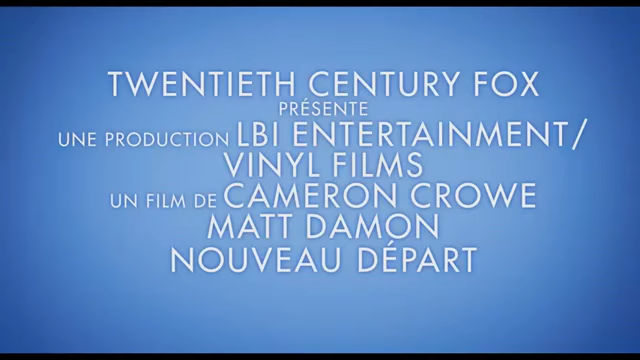 TWENTIETH CENTURY FOX
PRÉSENTE
UNE PRODUCTION LBI ENTERTAINMENT/
VINYL FILMS
UN FILM DE CAMERON CROWE
MATT DAMON
NOUVEAU DÉPART